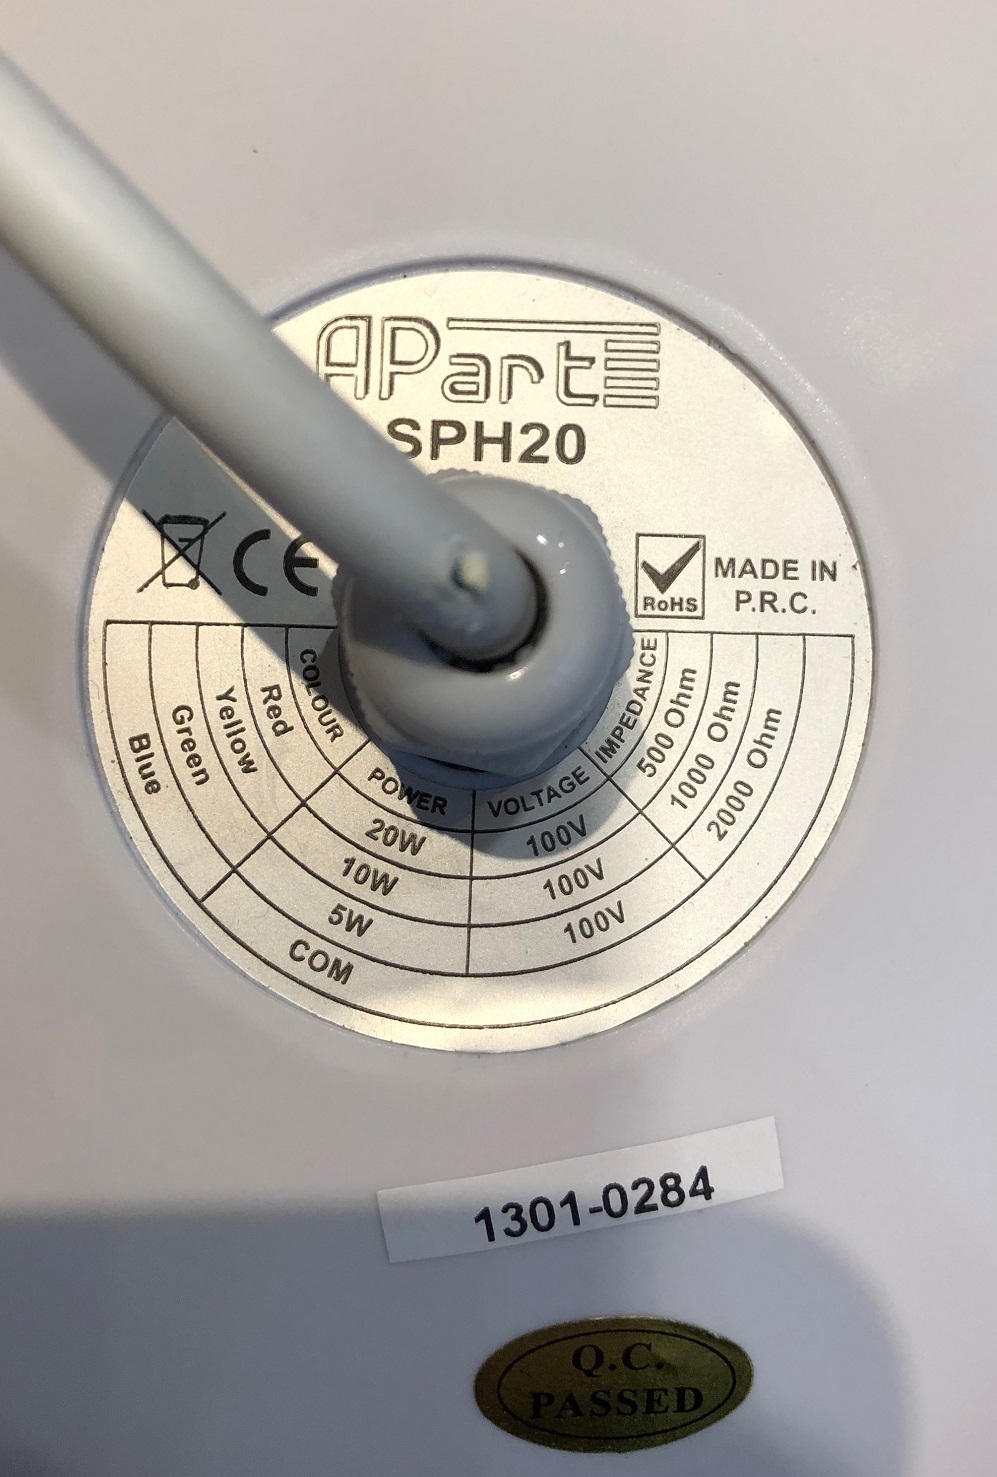 APart
SPH20
CE
RoHS
MADE IN
P.R.C.
COLOUR POWER VOLTAGE IMPEDANCE
Red 20W 100V 500 Ohm
Yellow 10W 100V 1000 Ohm
Green 5W 100V 2000 Ohm
Blue COM
1301-0284
Q.C.
PASSED